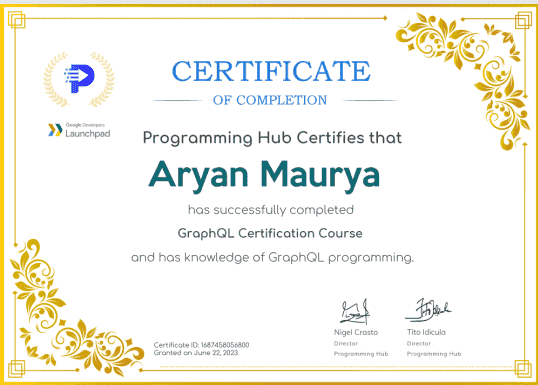 CERTIFICATE
OF COMPLETION
Google Developers
Launchpad
Programming Hub Certifies that
Aryan Maurya
has successfully completed
GraphQL Certification Course
and has knowledge of GraphQL programming.
Certificate ID: 1687458056800
Granted on June 22, 2023
Nigel Crasto
Director
Programming Hub
Tito Idicula
Director
Programming Hub